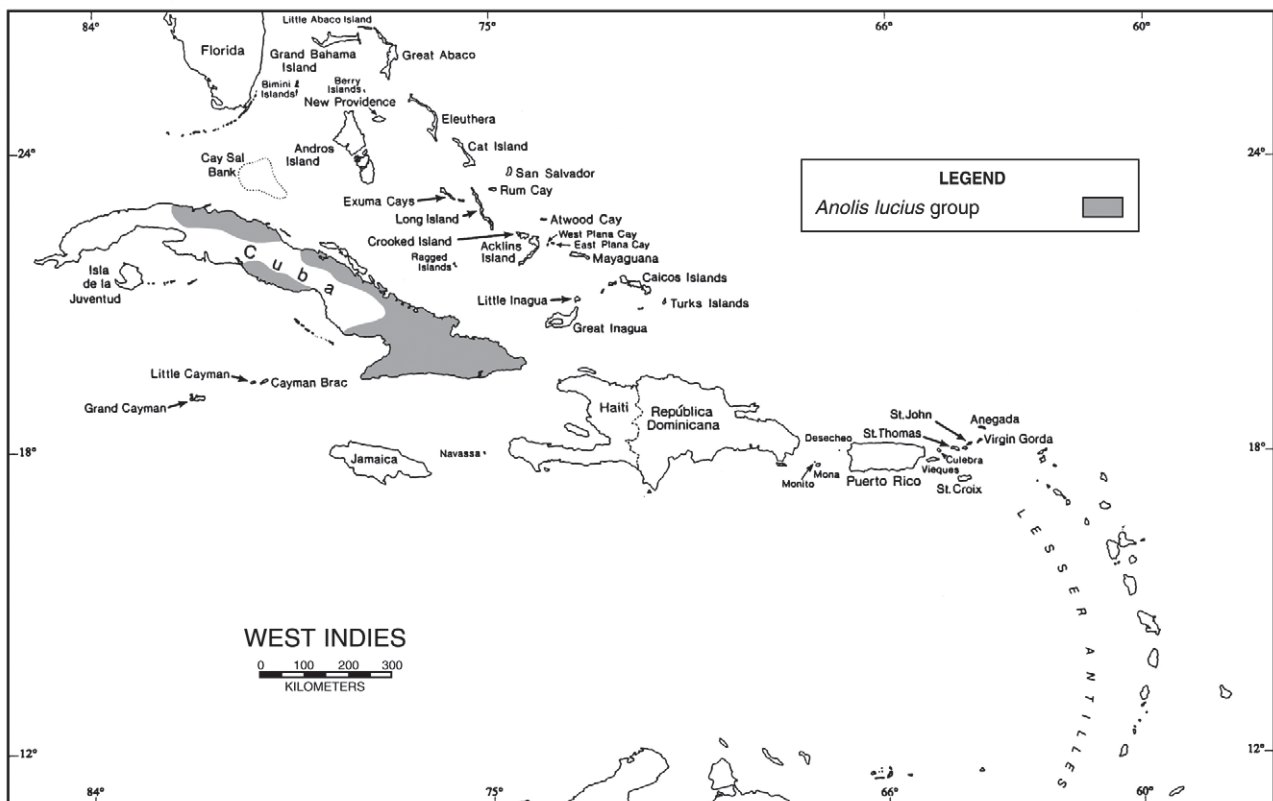 84°
75°
66°
60°
Little Abaco Island
Florida
Grand Bahama
Island
Great Abaco
Bimini
Islands
Berry
Islands
New Providence
Eleuthera
24°
Andros
Island
Cat Island
24°
Cay Sal
Bank
San Salvador
LEGEND
Anolis lucius group
Exuma Cays
Rum Cay
Long Island
Atwood Cay
Crooked Island
West Plana Cay
East Plana Cay
Acklins
Island
Ragged
Islands
Mayaguana
Cuba
Isla
de la
Juventud
Caicos Islands
Little Inagua
Turks Islands
Great Inagua
Little Cayman
Cayman Brac
Grand Cayman
Haiti
República
Dominicana
St.John
Anegada
St.Thomas
Virgin Gorda
Desecheo
18°
Jamaica
Navassa
Culebra
18°
Mona
Vieques
Monito
Puerto Rico
St.Croix
LESSER ANTILLES
WEST INDIES
0 100 200 300
KILOMETERS
12°
12°
84°
75°
66°
60°